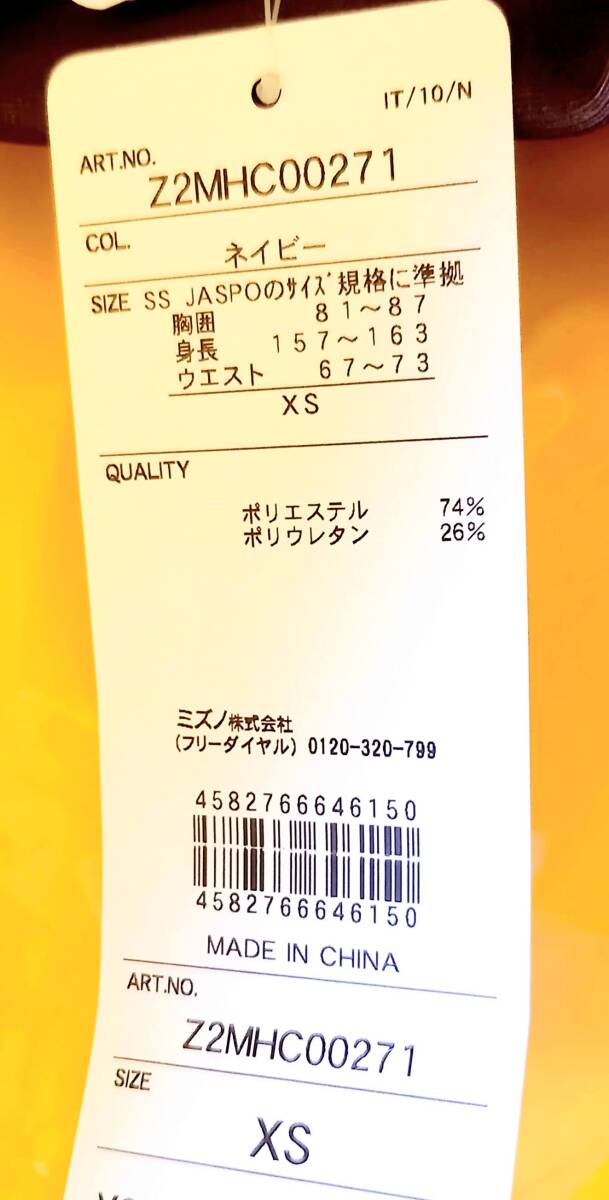 IT/10/N
ART.NO.
Z2MHC00271
COL.
ネイビー
SIZE SS JASPOのｻｲｽﾞ規格に準拠
胸囲 81～87
身長 157～163
ウエスト 67～73
XS
QUALITY
ポリエステル 74%
ポリウレタン 26%
ミズノ株式会社
(フリーダイヤル) 0120-320-799
4582766646150
4582766646150
MADE IN CHINA
ART.NO.
Z2MHC00271
SIZE
XS